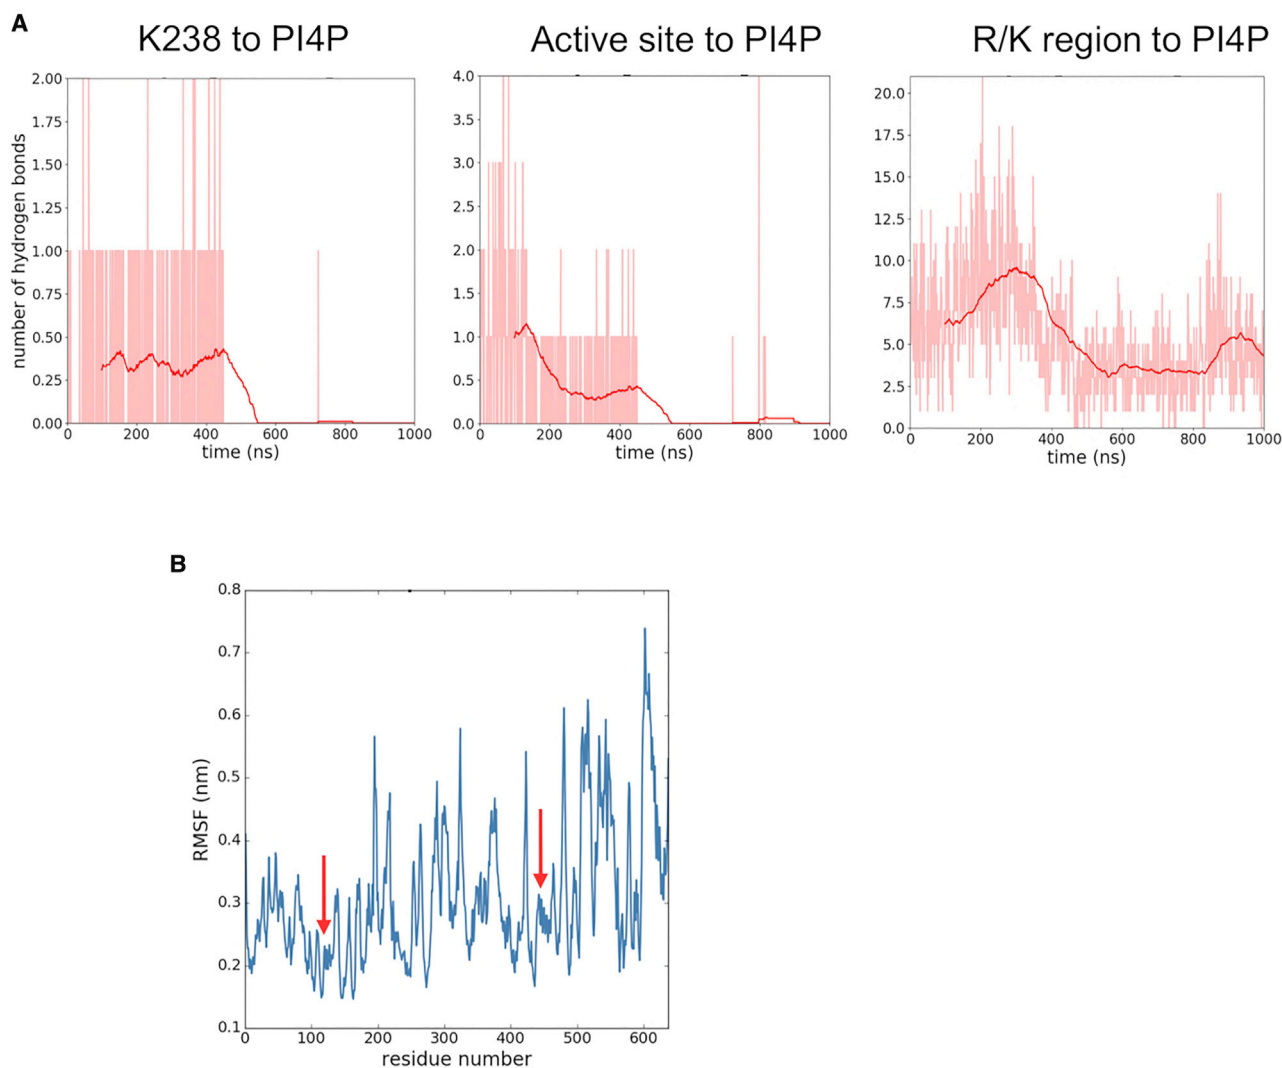 A
K238 to PI4P
Active site to PI4P
R/K region to PI4P
number of hydrogen bonds
2.00
1.75
1.50
1.25
1.00
0.75
0.50
0.25
0.00
0 200 400 600 800 1000
time (ns)
4.0
3.5
3.0
2.5
2.0
1.5
1.0
0.5
0.0
0 200 400 600 800 1000
time (ns)
20.0
17.5
15.0
12.5
10.0
7.5
5.0
2.5
0.0
0 200 400 600 800 1000
time (ns)
B
RMSF (nm)
0.8
0.7
0.6
0.5
0.4
0.3
0.2
0.1
0 100 200 300 400 500 600
residue number